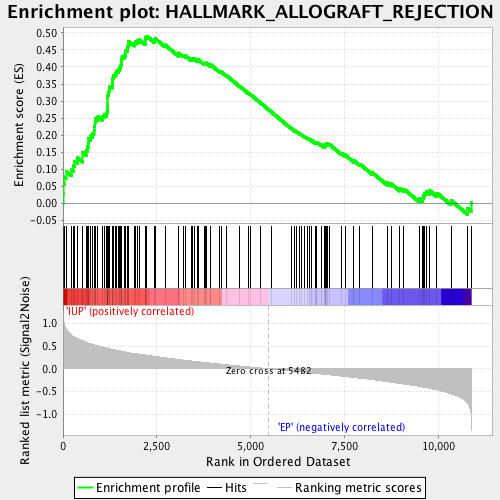 Enrichment plot: HALLMARK_ALLOGRAFT_REJECTION
Enrichment score (ES)
0.50
0.45
0.40
0.35
0.30
0.25
0.20
0.15
0.10
0.05
0.00
-0.05
Ranked list metric (Signal2Noise)
1.0
0.5
0.0
-0.5
-1.0
'IUP' (positively correlated)
Zero cross at 5482
'EP' (negatively correlated)
0
2,500
5,000
7,500
10,000
Rank in Ordered Dataset
Enrichment profile
Hits
Ranking metric scores